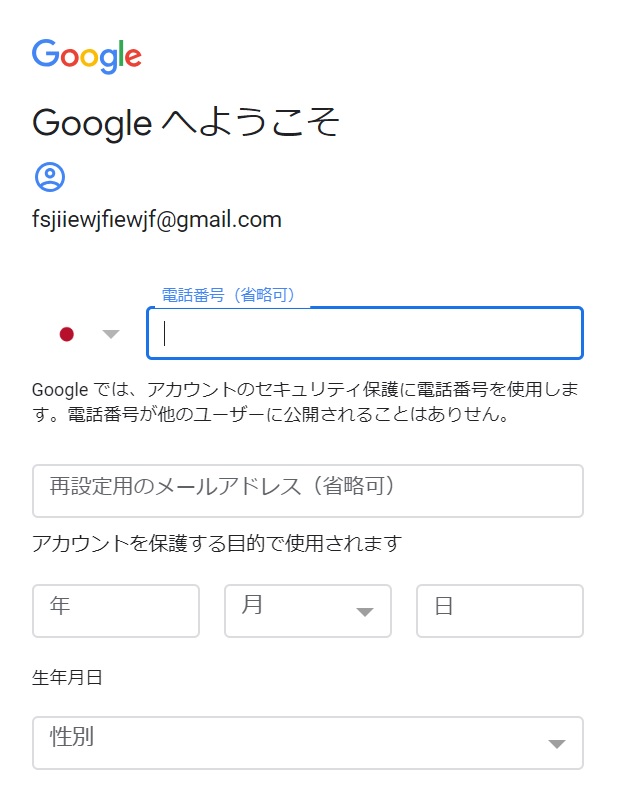 Google
Google へようこそ
fsjiiewjfiewjf@gmail.com
電話番号（省略可）
Google では、アカウントのセキュリティ保護に電話番号を使用しま
す。電話番号が他のユーザーに公開されることはありせん。
再設定用のメールアドレス（省略可）
アカウントを保護する目的で使用されます
年 月 日
生年月日
性別